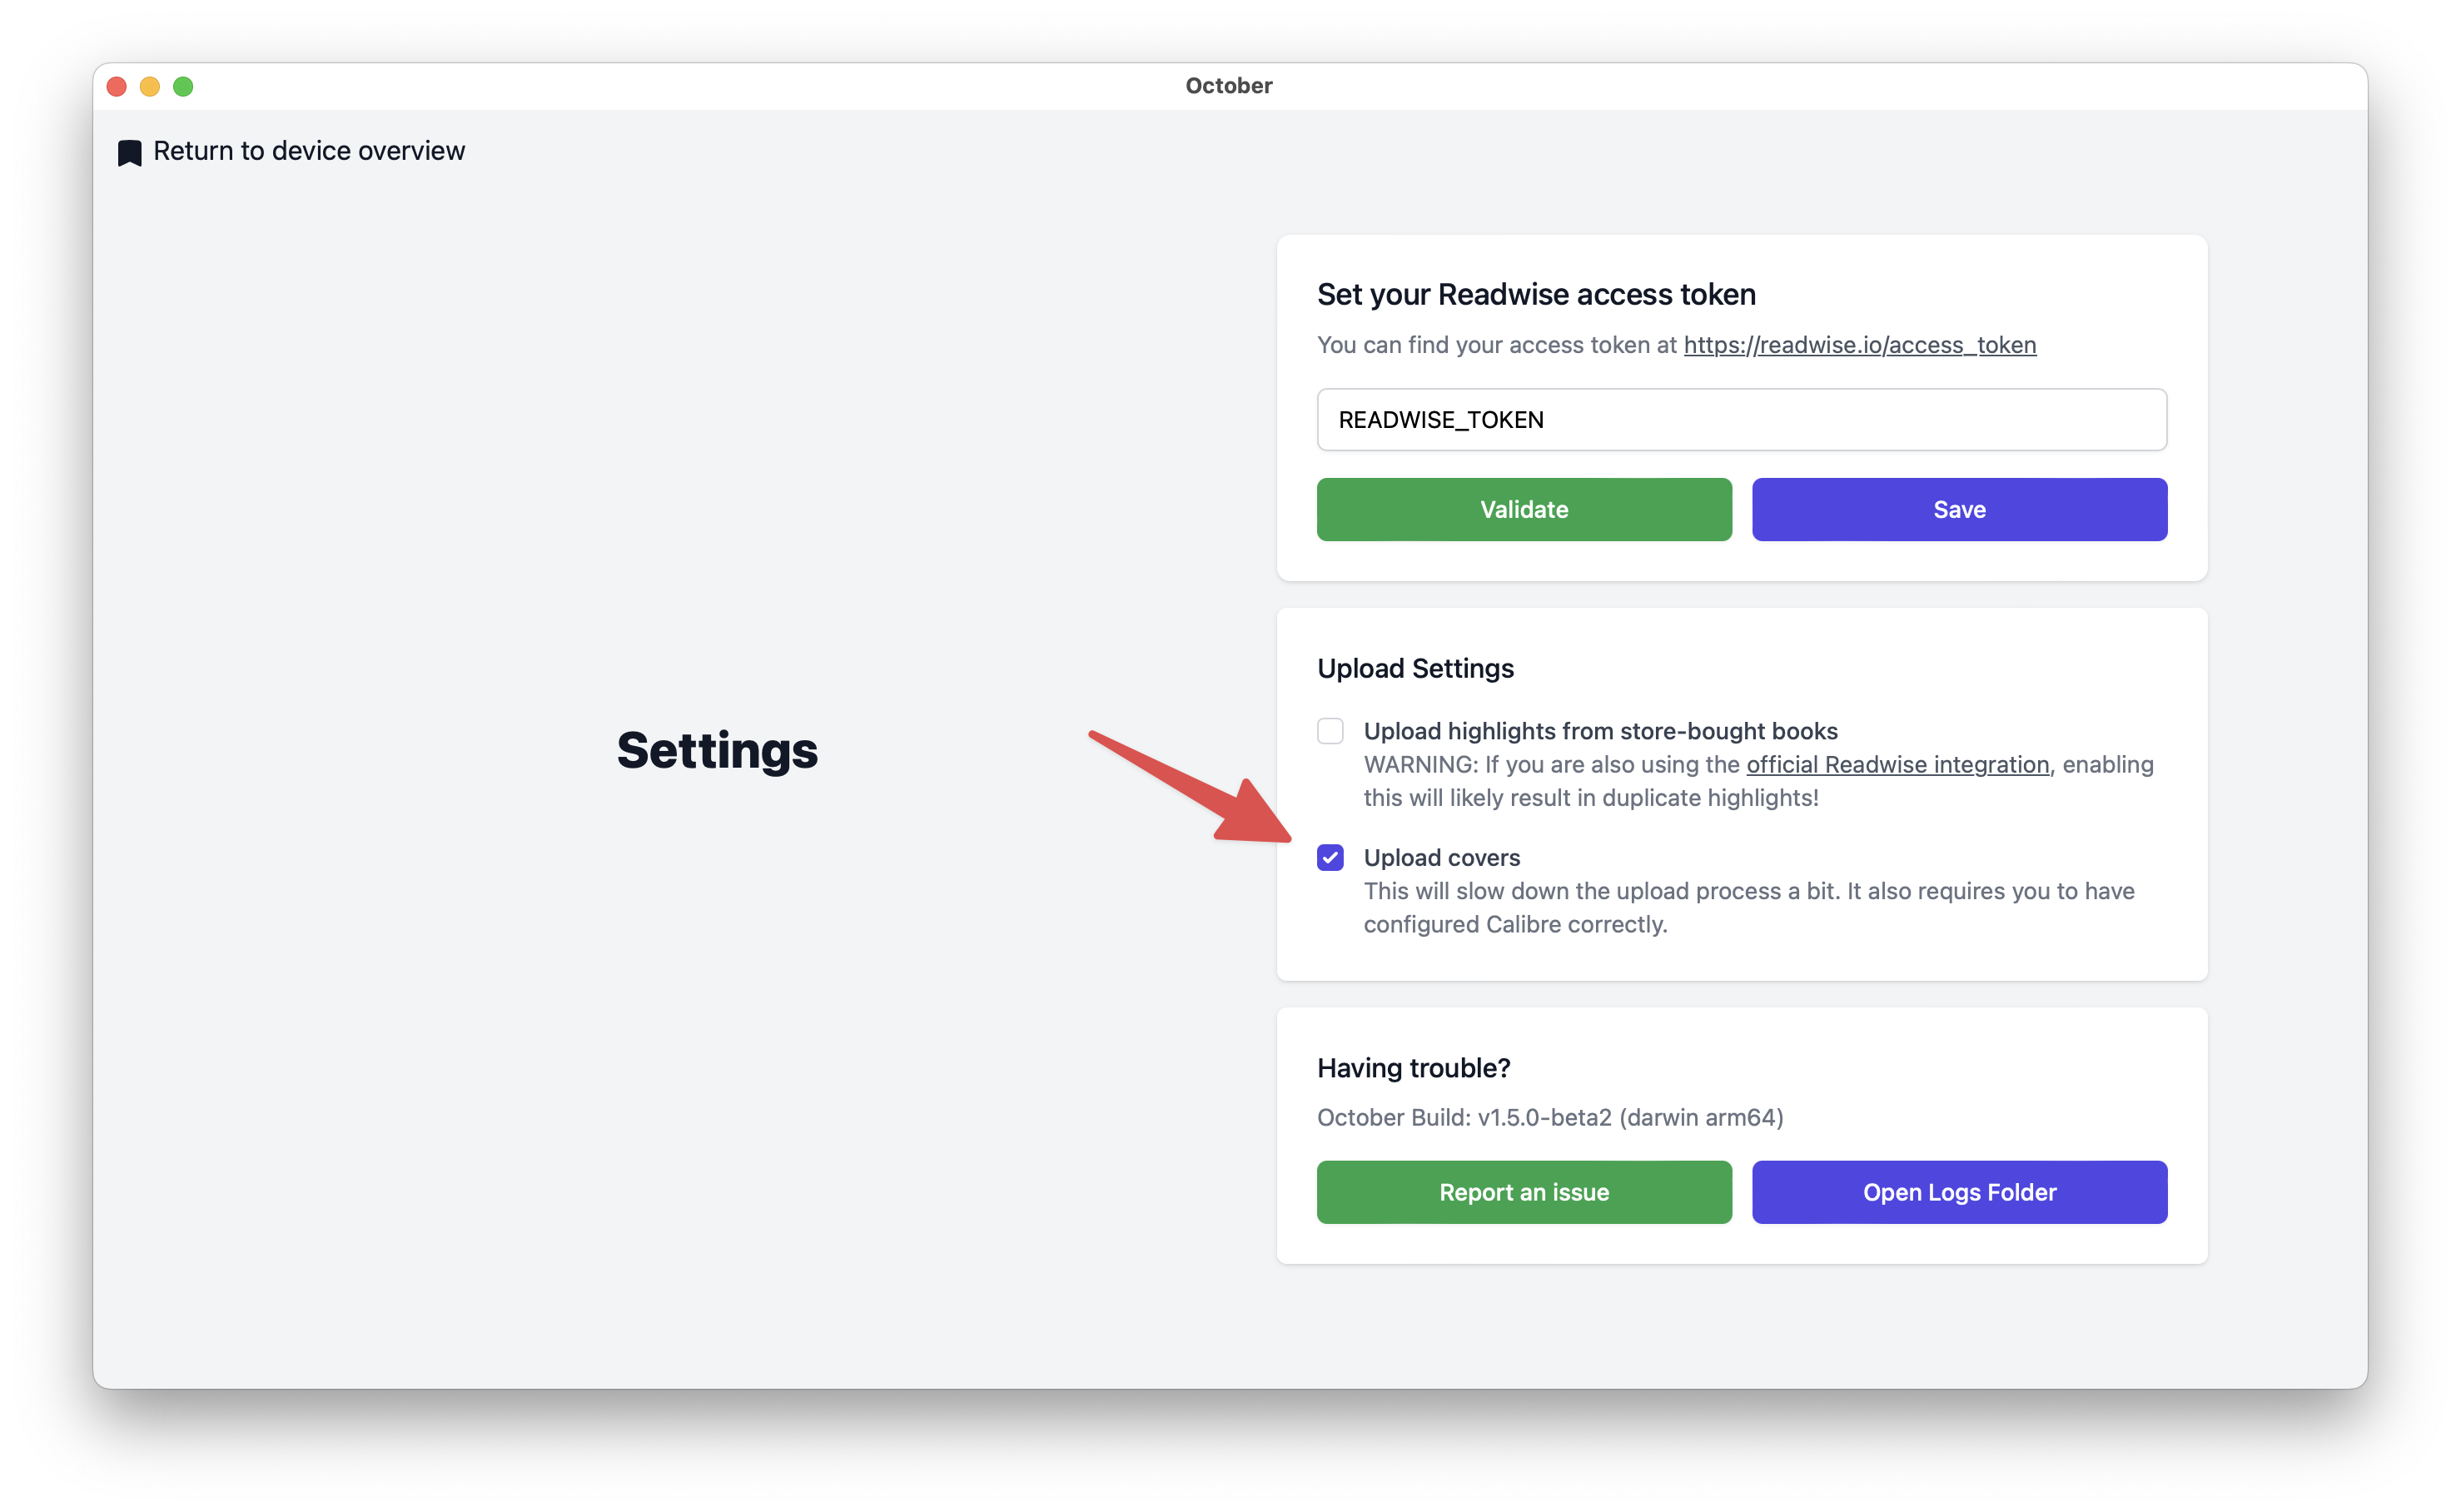 October
Return to device overview
Settings
Set your Readwise access token
You can find your access token at https://readwise.io/access_token
READWISE_TOKEN
Validate
Save
Upload Settings
Upload highlights from store-bought books
WARNING: If you are also using the official Readwise integration, enabling
this will likely result in duplicate highlights!
Upload covers
This will slow down the upload process a bit. It also requires you to have
configured Calibre correctly.
Having trouble?
October Build: v1.5.0-beta2 (darwin arm64)
Report an issue
Open Logs Folder